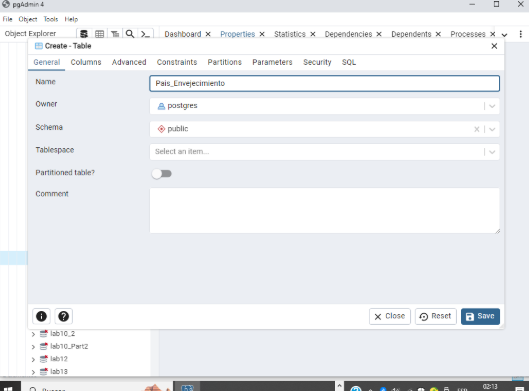 pgAdmin 4
File Object Tools Help
Object Explorer Dashboard Properties Statistics Dependencies Dependents Processes
Create - Table
General Columns Advanced Constraints Partitions Parameters Security SQL
Name Pais_Envejecimiento
Owner postgres
Schema public
Tablespace Select an item...
Partitioned table?
Comment
Close Reset Save
lab10_2
lab10_Part2
lab12
lab13
02:13